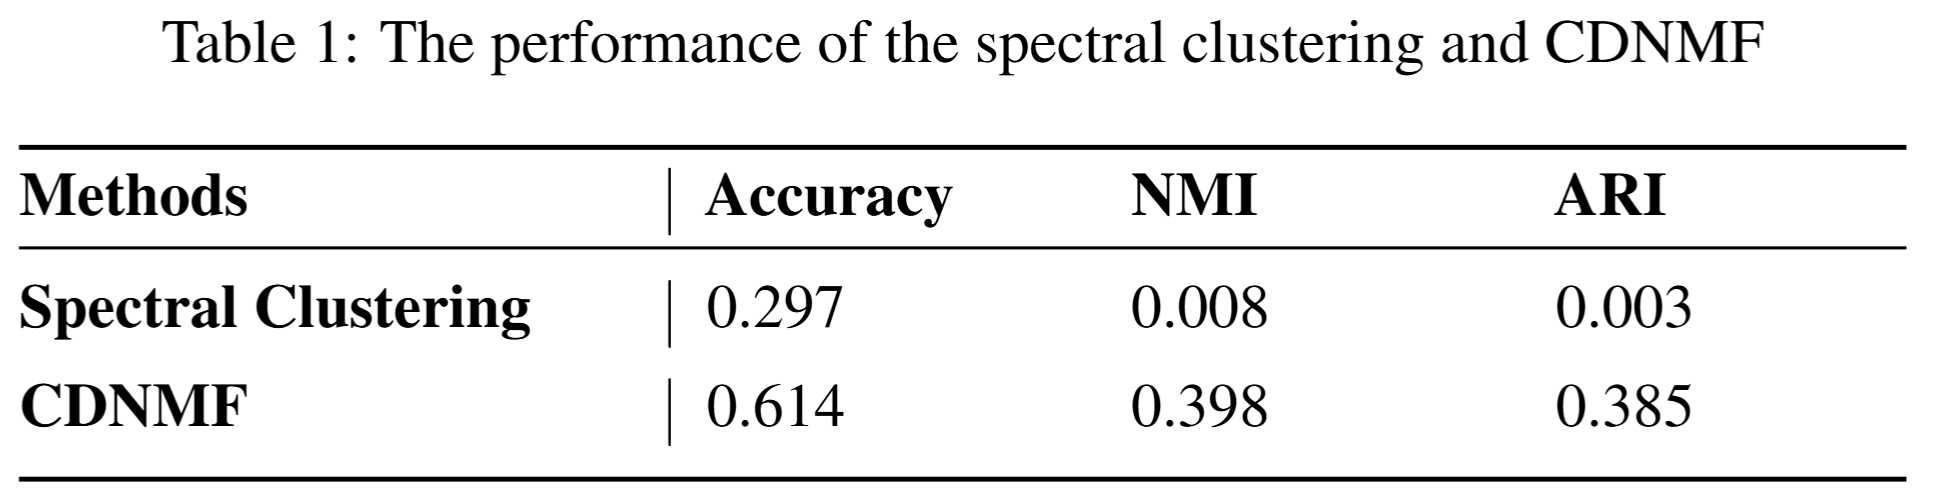 Table 1: The performance of the spectral clustering and CDNMF
Methods Accuracy NMI ARI
Spectral Clustering 0.297 0.008 0.003
CDNMF 0.614 0.398 0.385